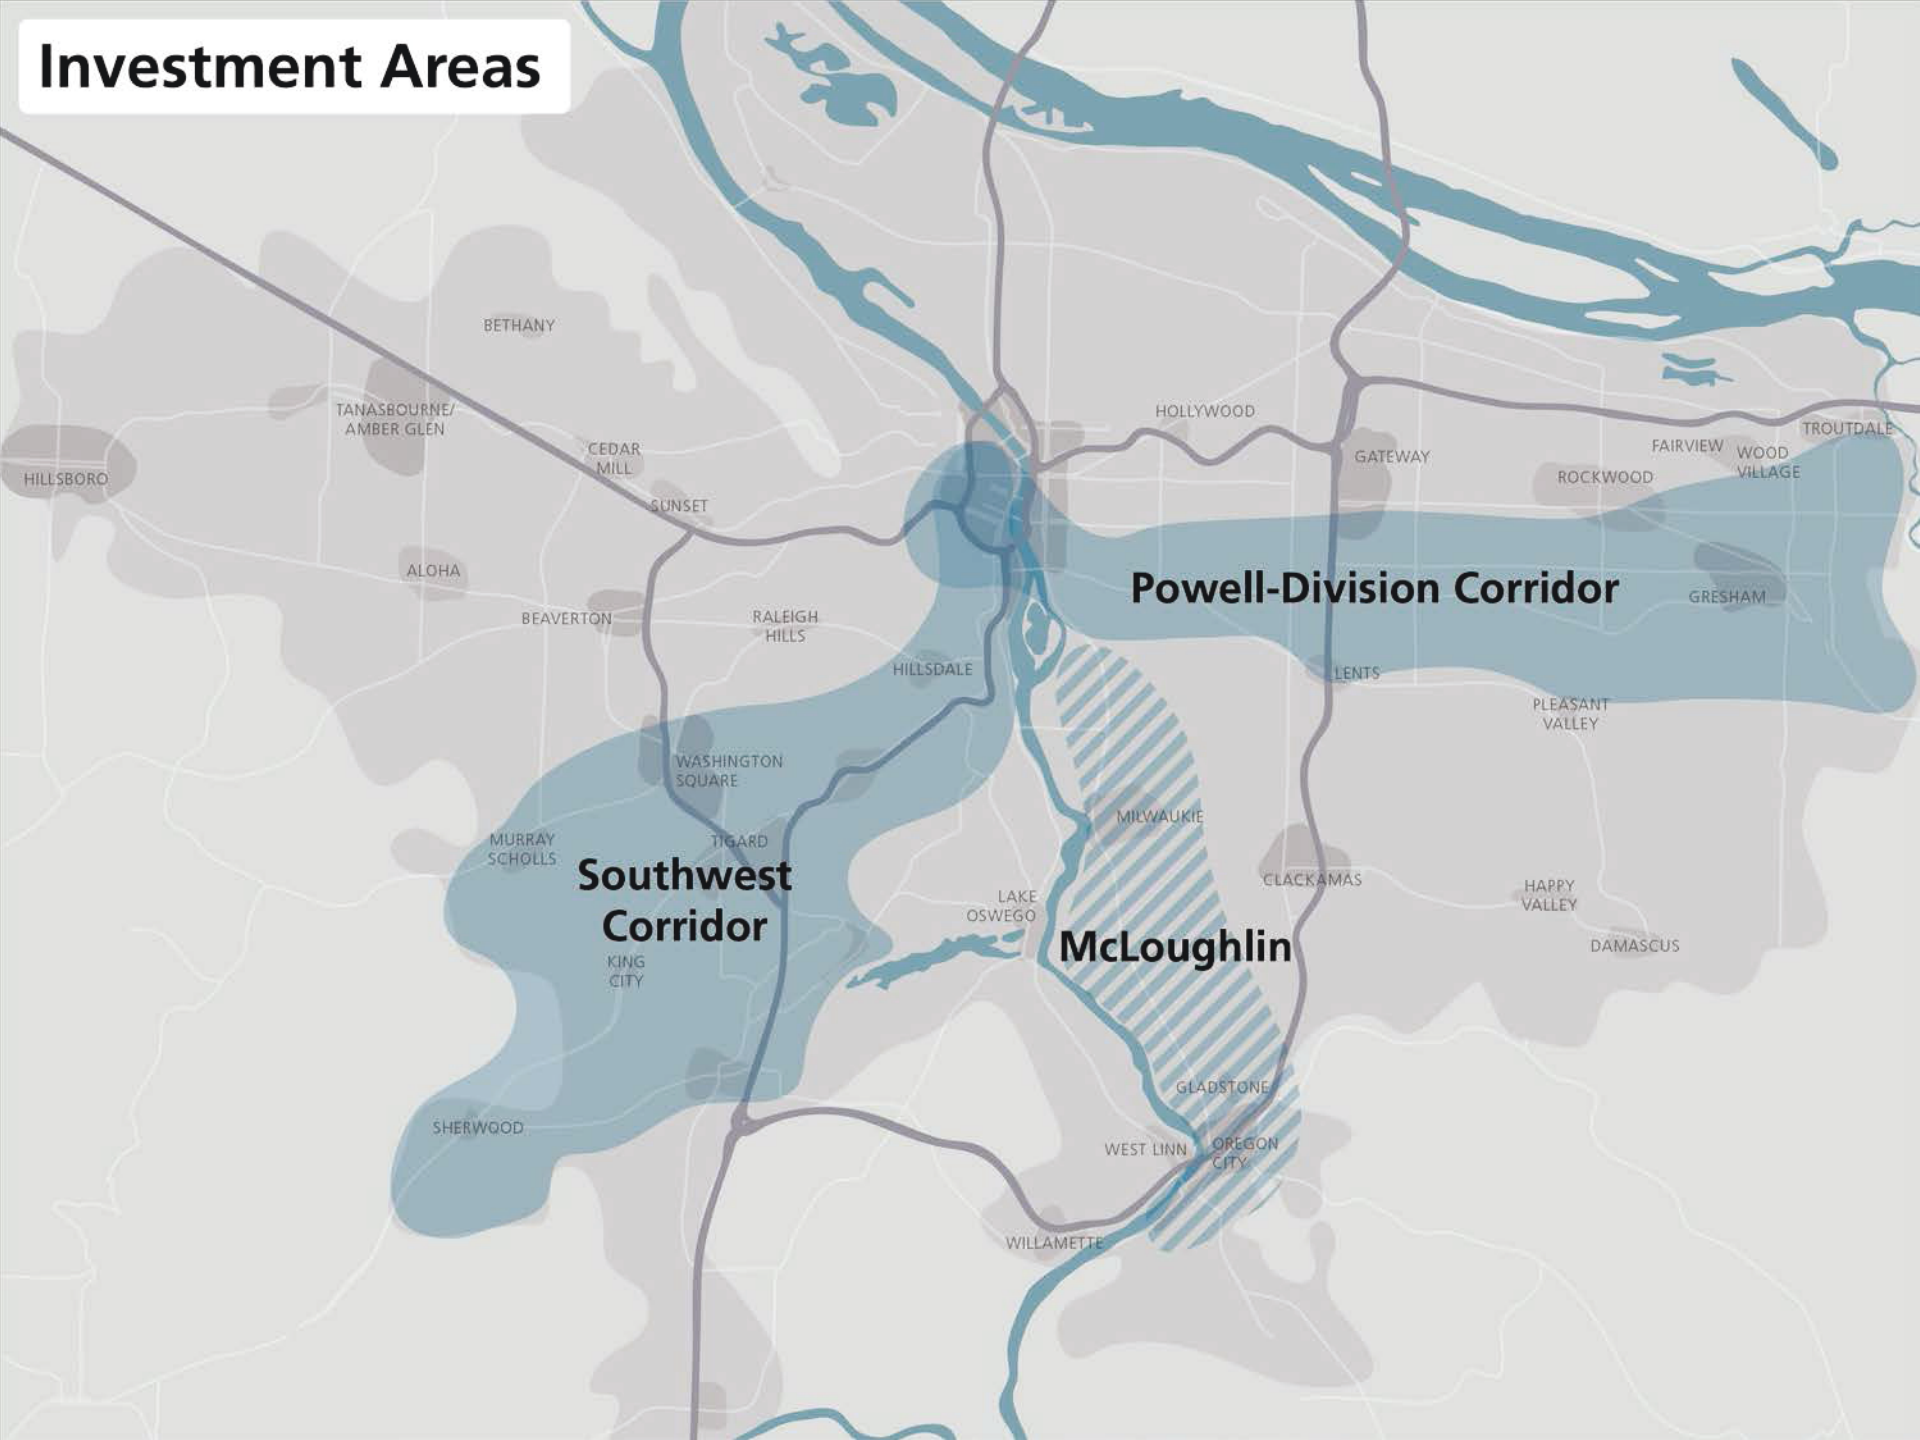 Investment Areas
BETHANY
TANASBOURNE/
AMBER GLEN
HOLLYWOOD
TROUTDALE
CEDAR
MILL
FAIRVIEW
WOOD
VILLAGE
GATEWAY
HILLSBORO
ROCKWOOD
SUNSET
ALOHA
Powell-Division Corridor
GRESHAM
BEAVERTON
RALEIGH
HILLS
HILLSDALE
LENTS
PLEASANT
VALLEY
WASHINGTON
SQUARE
MILWAUKIE
MURRAY
SCHOLLS
TIGARD
Southwest
Corridor
CLACKAMAS
HAPPY
VALLEY
LAKE
OSWEGO
McLoughlin
DAMASCUS
KING
CITY
GLADSTONE
SHERWOOD
WEST LINN
OREGON
CITY
WILLAMETTE